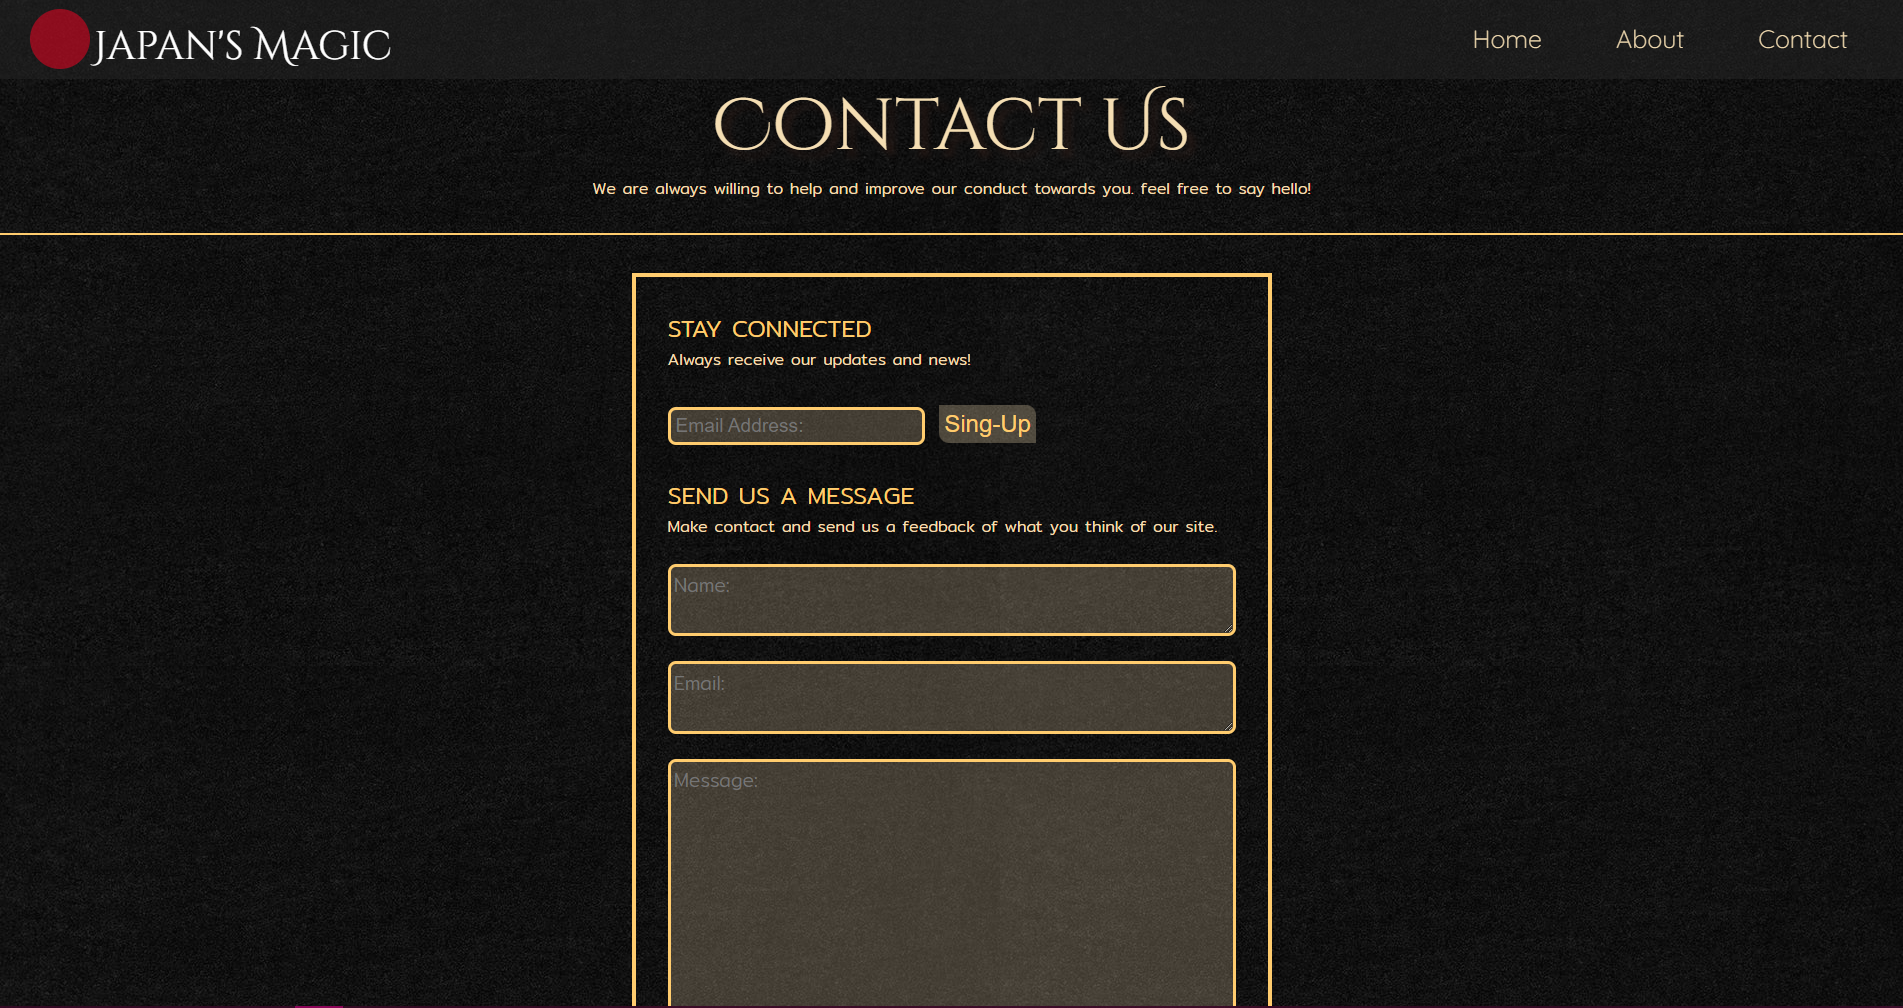 Japan's Magic
Home
About
Contact
Contact Us
We are always willing to help and improve our conduct towards you. feel free to say hello!
STAY CONNECTED
Always receive our updates and news!
Email Address:
Sing-Up
SEND US A MESSAGE
Make contact and send us a feedback of what you think of our site.
Name:
Email:
Message: